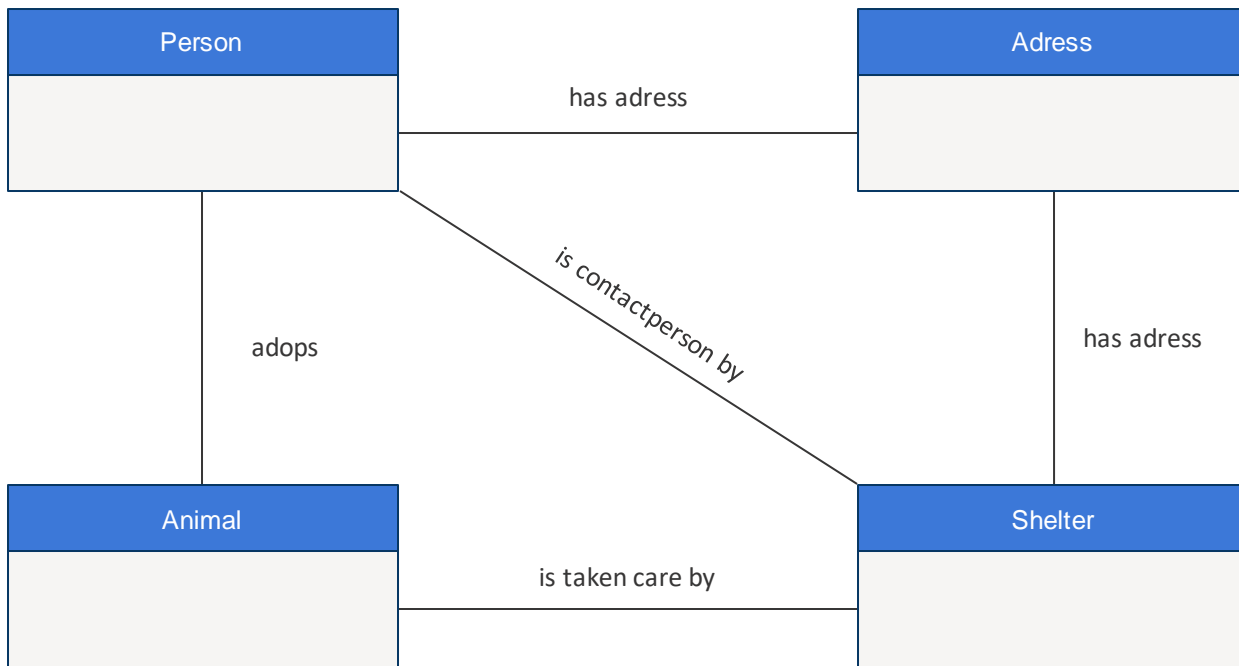 Person
Adress
has adress
is contactperson by
adops
has adress
Animal
Shelter
is taken care by